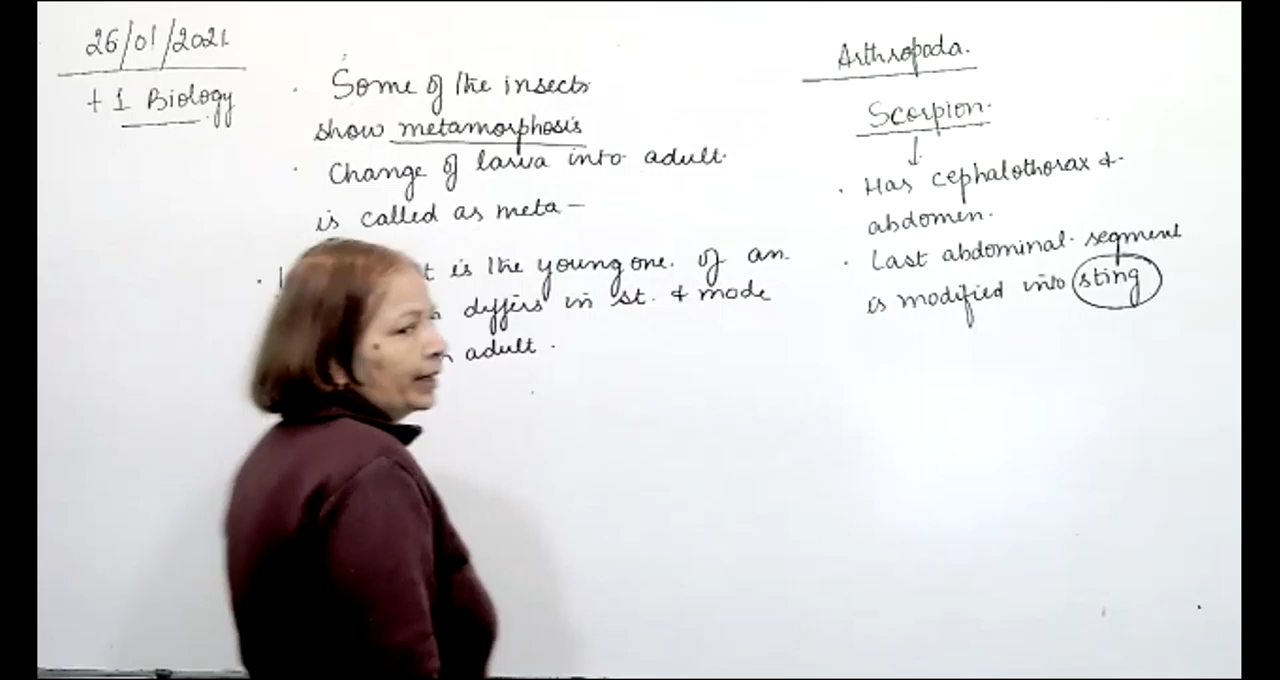 26/01/2021
+1 Biology
· Some of the insects
show metamorphosis
· Change of larva into adult
is called as meta –
· is the young one of an
differs in st. & mode
adult.
Arthropoda.
Scorpion.
↓
· Has cephalothorax &
abdomen.
· Last abdominal segment
is modified into sting